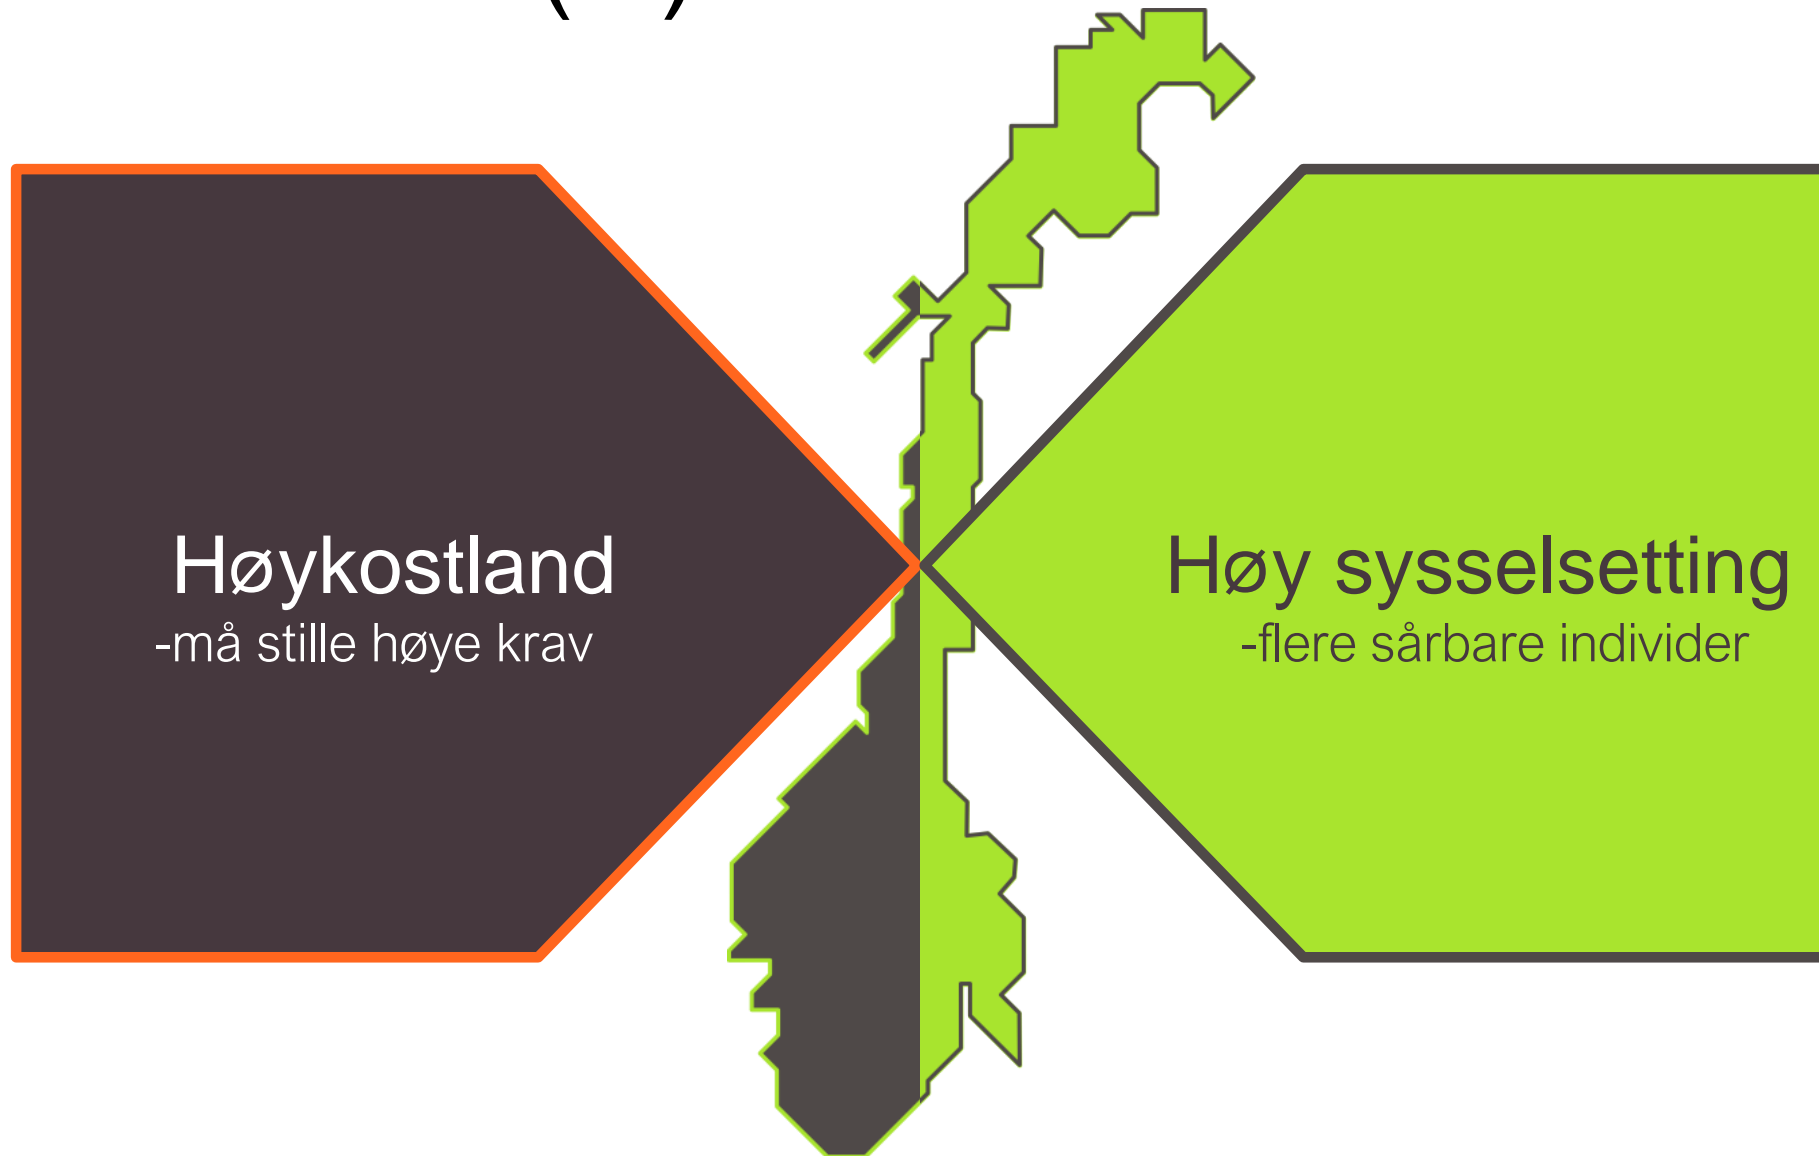 Høykostland
-må stille høye krav
Høy sysselsetting
-flere sårbare individer